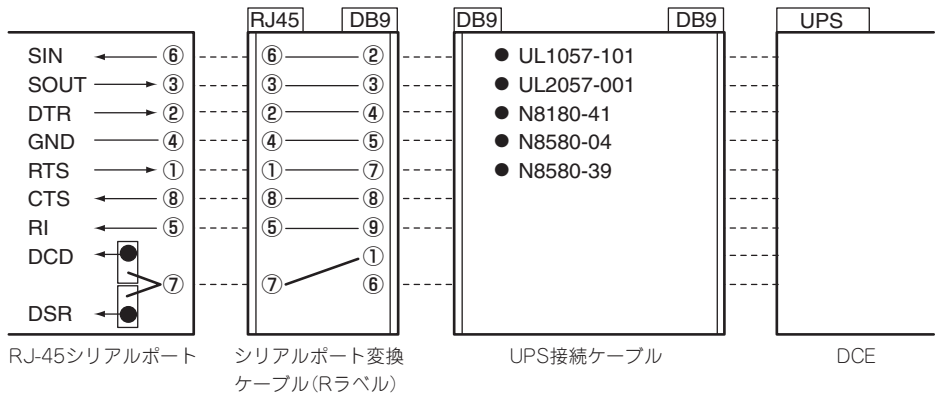 RJ45 DB9 DB9 DB9 UPS
SIN ⑥ ⑥ ② ● UL1057-101
SOUT ③ ③ ③ ● UL2057-001
DTR ② ② ④ ● N8180-41
GND ④ ④ ⑤ ● N8580-04
RTS ① ① ⑦ ● N8580-39
CTS ⑧ ⑧ ⑧
RI ⑤ ⑤ ⑨
DCD ①
⑦ ⑦ ⑥
DSR
RJ-45シリアルポート シリアルポート変換 UPS接続ケーブル DCE
ケーブル(Rラベル)